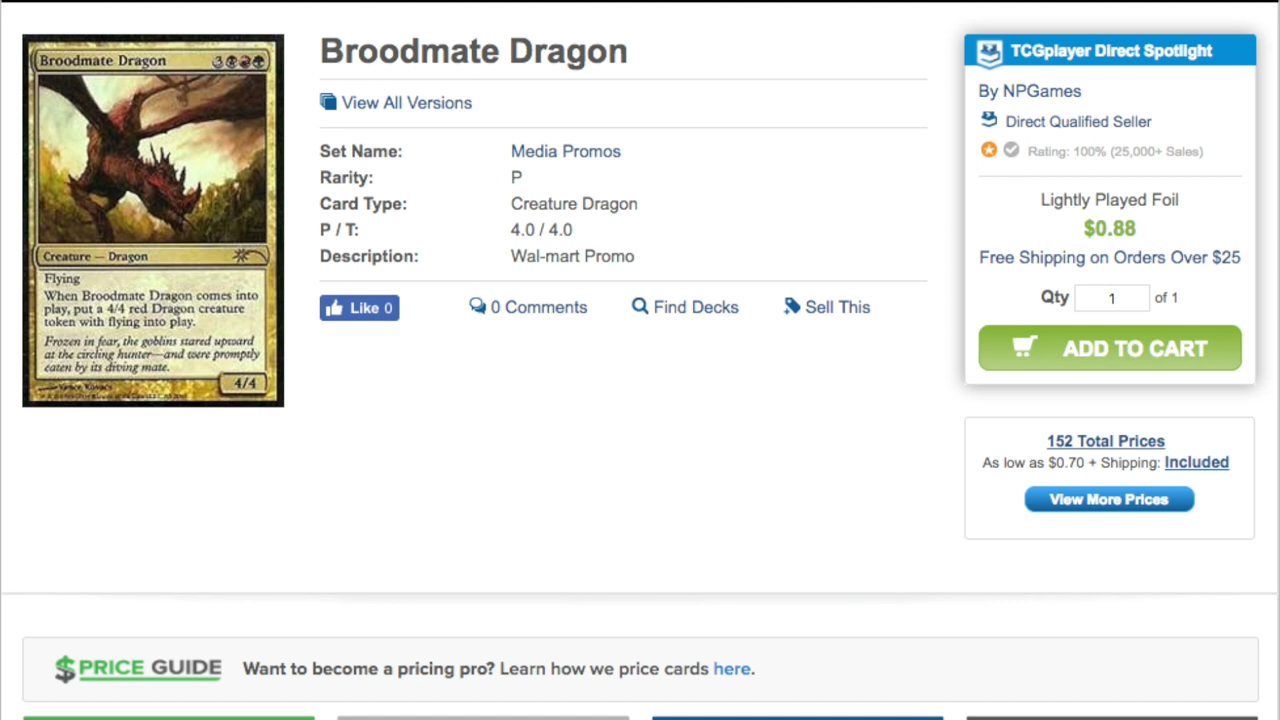 Broodmate Dragon
3
Creature — Dragon
Flying
When Broodmate Dragon comes into
play, put a 4/4 red Dragon creature
token with flying into play.
Frozen in fear, the goblins stared upward
at the circling hunter—and were promptly
eaten by its diving mate.
4/4
Vance Kovacs
Broodmate Dragon
View All Versions
Set Name: Media Promos
Rarity: P
Card Type: Creature Dragon
P / T: 4.0 / 4.0
Description: Wal-mart Promo
Like 0 0 Comments Find Decks Sell This
TCGplayer Direct Spotlight
By NPGames
Direct Qualified Seller
Rating: 100% (25,000+ Sales)
Lightly Played Foil
$0.88
Free Shipping on Orders Over $25
Qty 1 of 1
ADD TO CART
152 Total Prices
As low as $0.70 + Shipping: Included
View More Prices
$ PRICE GUIDE Want to become a pricing pro? Learn how we price cards here.